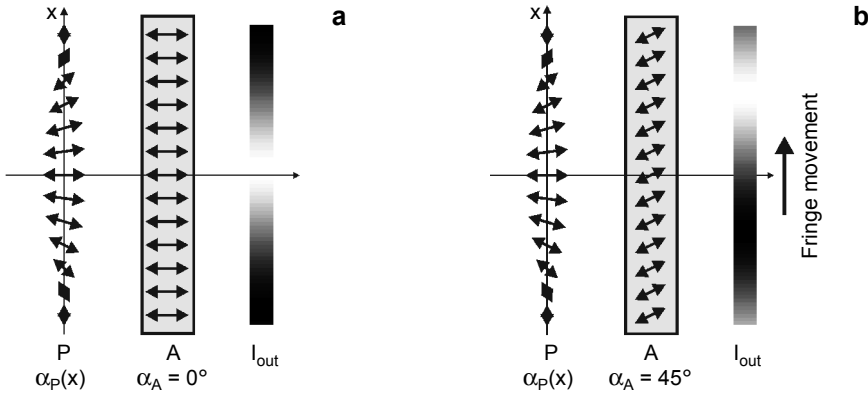 a
x
P
A
I_out
α_P(x)
α_A = 0°
b
x
Fringe movement
P
A
I_out
α_P(x)
α_A = 45°